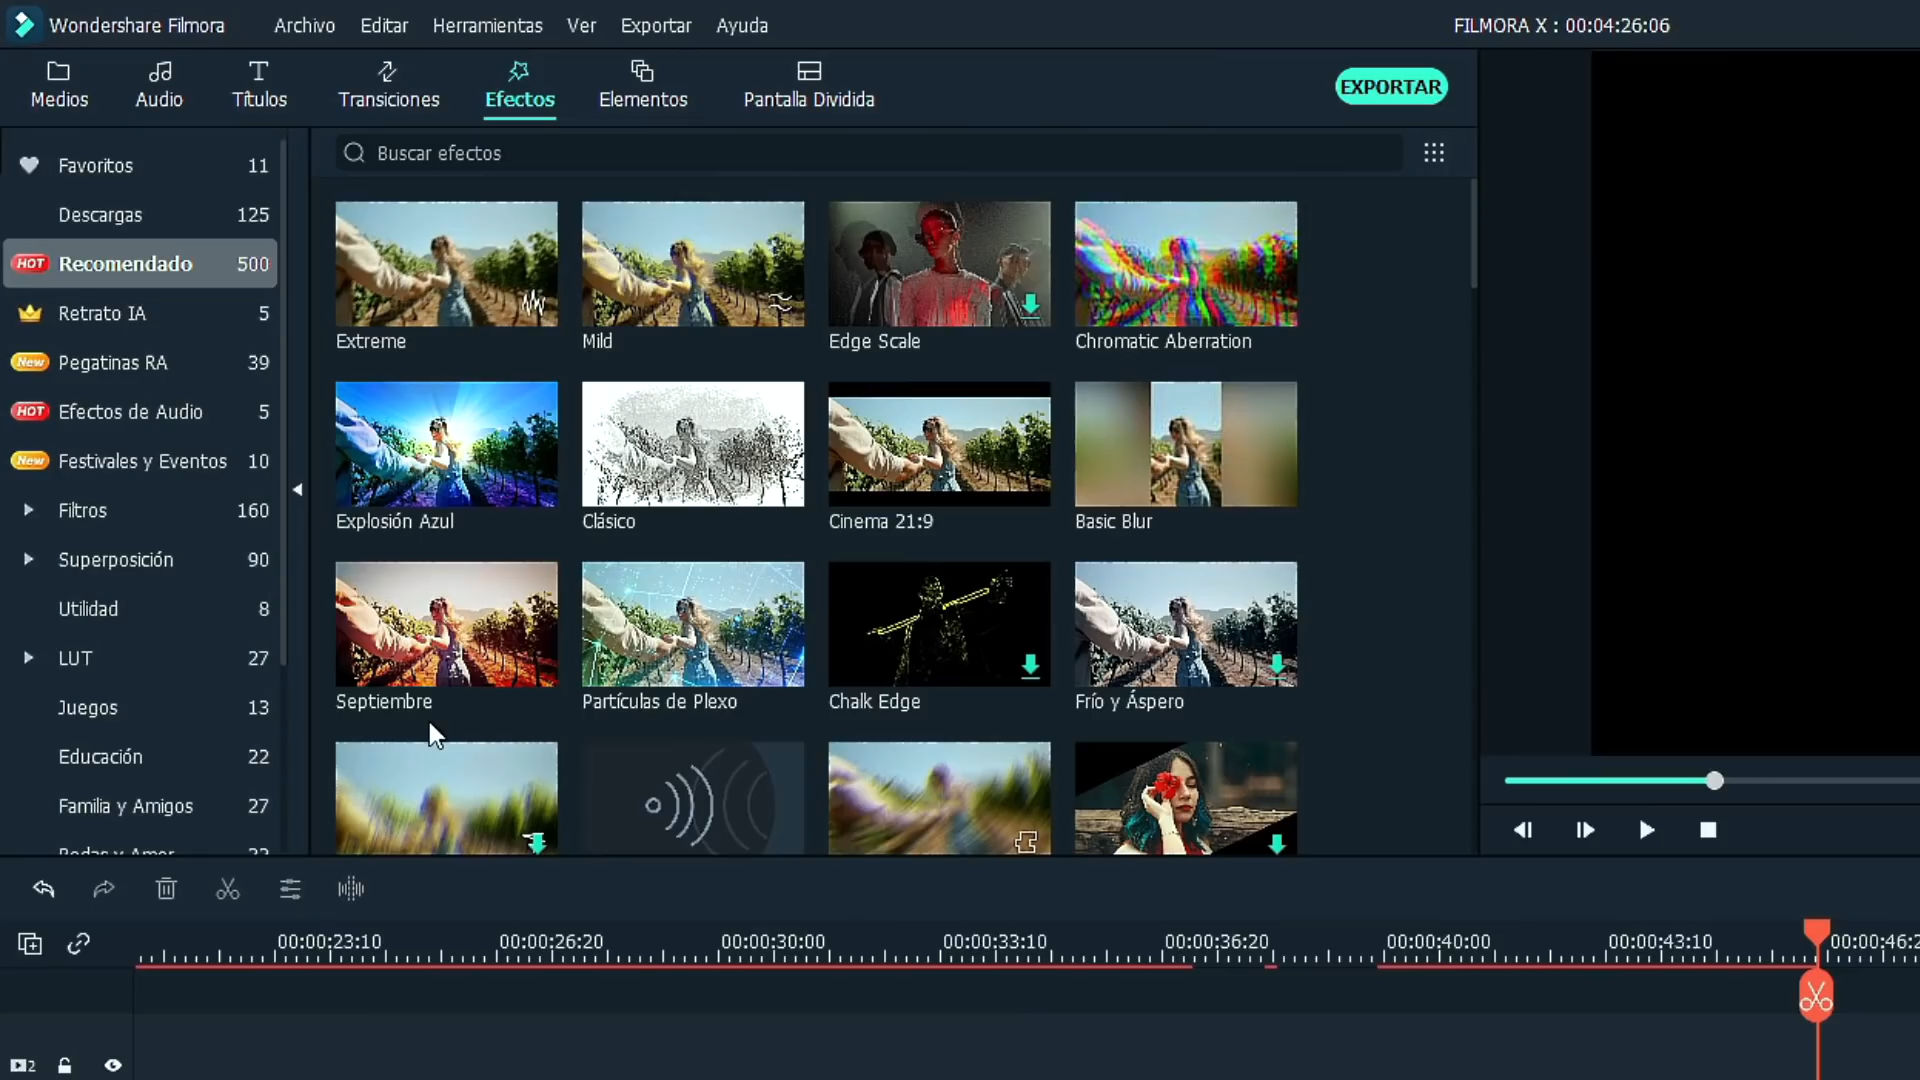 Wondershare Filmora
Archivo
Editar
Herramientas
Ver
Exportar
Ayuda
FILMORA X : 00:04:26:06
Medios
Audio
Títulos
Transiciones
Efectos
Elementos
Pantalla Dividida
EXPORTAR
Buscar efectos
Favoritos 11
Descargas 125
HOT Recomendado 500
Retrato IA 5
New Pegatinas RA 39
HOT Efectos de Audio 5
New Festivales y Eventos 10
Filtros 160
Superposición 90
Utilidad 8
LUT 27
Juegos 13
Educación 22
Familia y Amigos 27
Extreme
Mild
Edge Scale
Chromatic Aberration
Explosión Azul
Clásico
Cinema 21:9
Basic Blur
Septiembre
Partículas de Plexo
Chalk Edge
Frío y Áspero
00:00:23:10
00:00:26:20
00:00:30:00
00:00:33:10
00:00:36:20
00:00:40:00
00:00:43:10
00:00:46:2
2